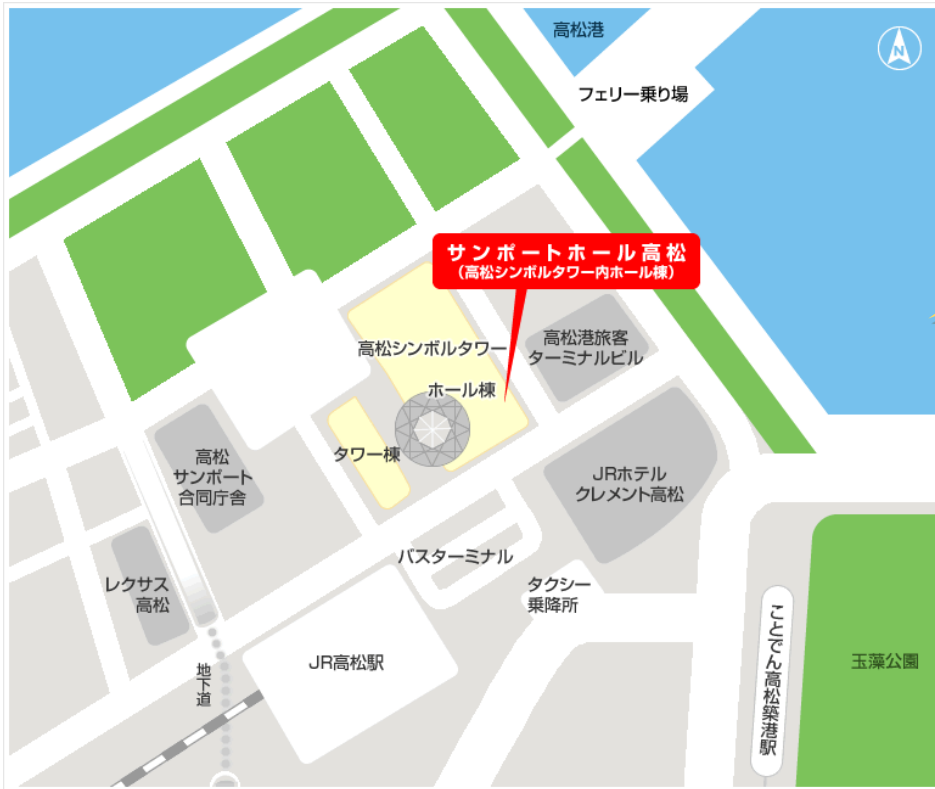 高松港
N
フェリー乗り場
サンポートホール高松
（高松シンボルタワー内ホール棟）
高松港旅客
ターミナルビル
高松シンボルタワー
ホール棟
タワー棟
高松
サンポート
合同庁舎
JRホテル
クレメント高松
バスターミナル
レクサス
高松
タクシー
乗降所
ことでん高松築港駅
玉藻公園
JR高松駅
地下道